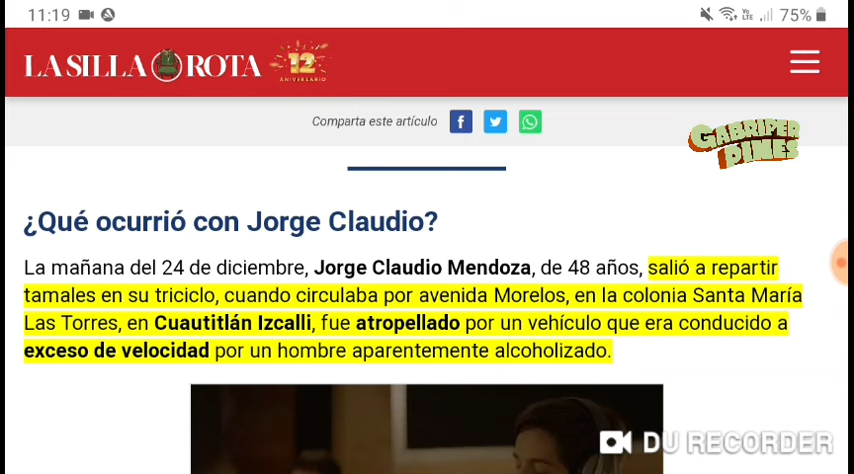 11:19
Vo
LTE
75%
LA SILLA ROTA
12
ANIVERSARIO
Comparta este artículo
GABRIPER
DIMES
¿Qué ocurrió con Jorge Claudio?
La mañana del 24 de diciembre, Jorge Claudio Mendoza, de 48 años, salió a repartir
tamales en su triciclo, cuando circulaba por avenida Morelos, en la colonia Santa María
Las Torres, en Cuautitlán Izcalli, fue atropellado por un vehículo que era conducido a
exceso de velocidad por un hombre aparentemente alcoholizado.
DU RECORDER